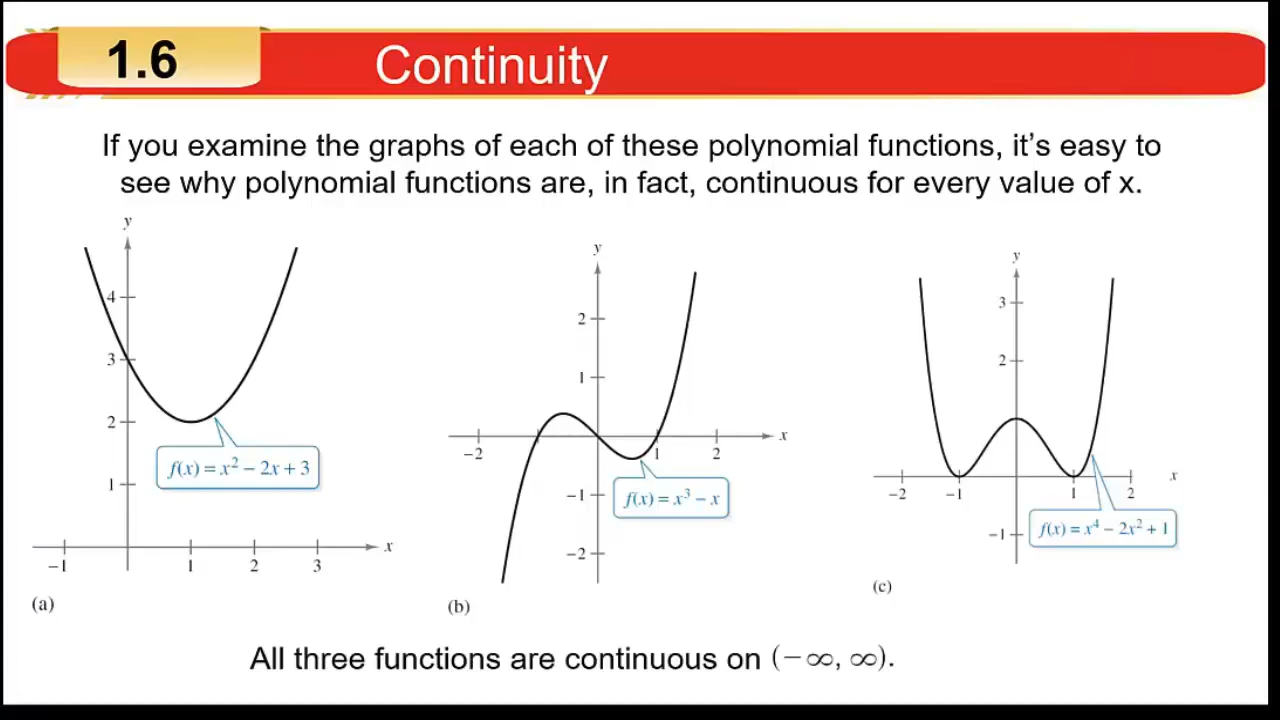 1.6 Continuity
If you examine the graphs of each of these polynomial functions, it's easy to
see why polynomial functions are, in fact, continuous for every value of x.
y
4
3
2
1
-1 1 2 3 x
f(x) = x² − 2x + 3
(a)
y
2
1
-2 1 2 x
−1
−2
f(x) = x³ − x
(b)
y
3
2
−2 −1 1 2 x
−1
f(x) = x⁴ − 2x² + 1
(c)
All three functions are continuous on (−∞, ∞).